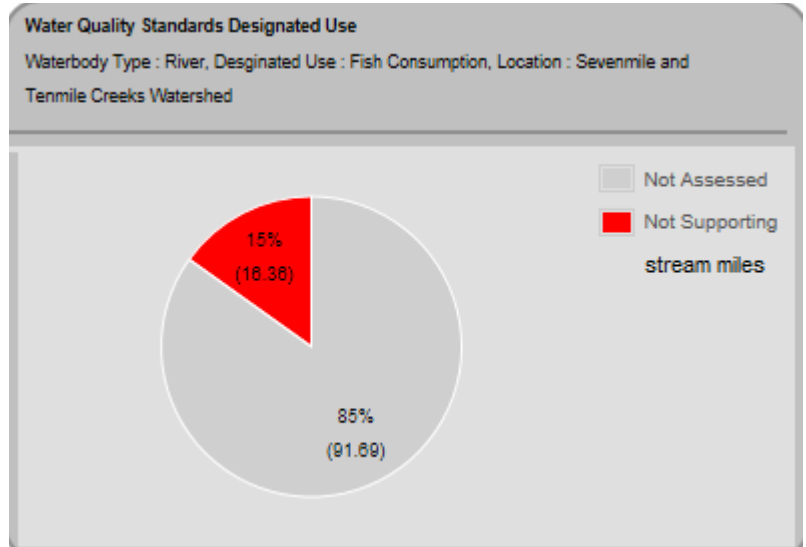 Water Quality Standards Designated Use
Waterbody Type : River, Desginated Use : Fish Consumption, Location : Sevenmile and
Tenmile Creeks Watershed
Not Assessed
Not Supporting
stream miles
15%
(16.36)
85%
(91.69)